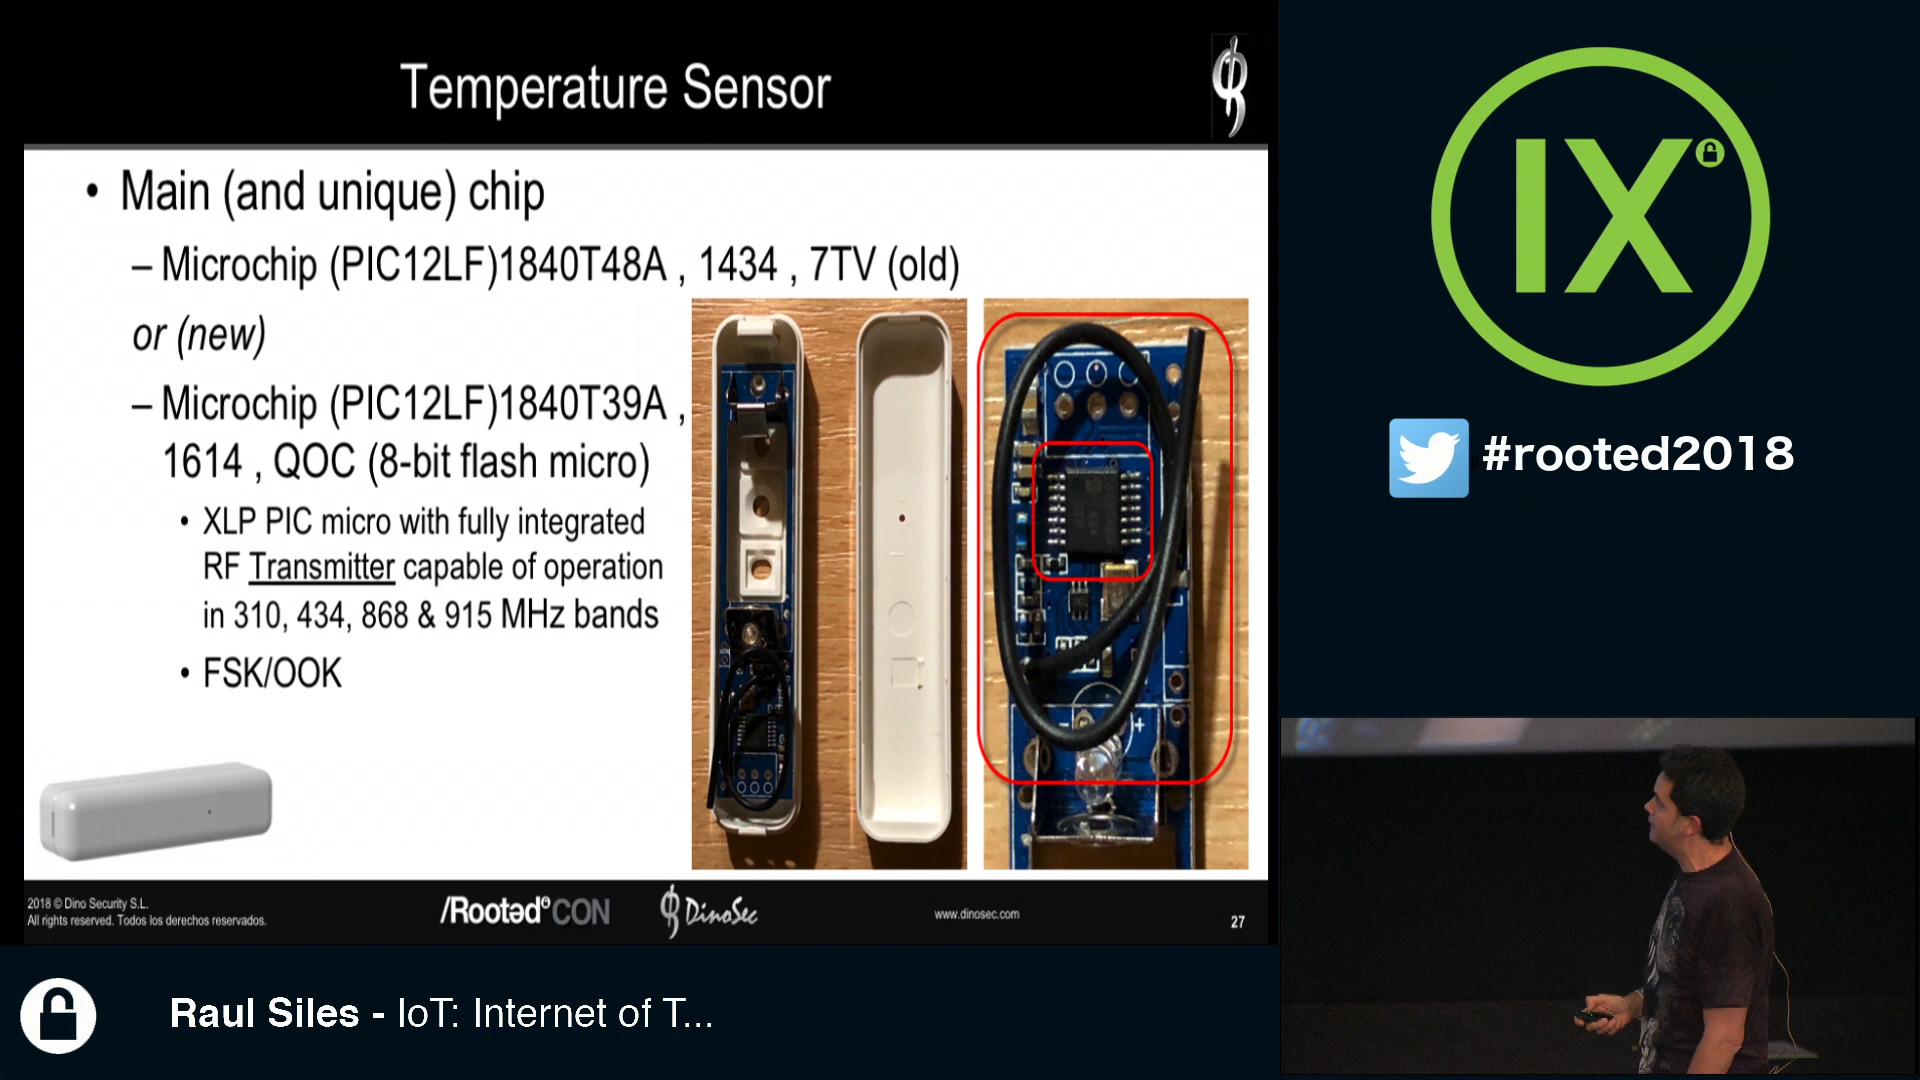 Temperature Sensor
• Main (and unique) chip
– Microchip (PIC12LF)1840T48A , 1434 , 7TV (old)
or (new)
– Microchip (PIC12LF)1840T39A ,
1614 , QOC (8-bit flash micro)
• XLP PIC micro with fully integrated
RF Transmitter capable of operation
in 310, 434, 868 & 915 MHz bands
• FSK/OOK
2018 © Dino Security S.L.
All rights reserved. Todos los derechos reservados.
/Rooted CON
DinoSec
www.dinosec.com
27
IX
#rooted2018
Raul Siles - IoT: Internet of T...